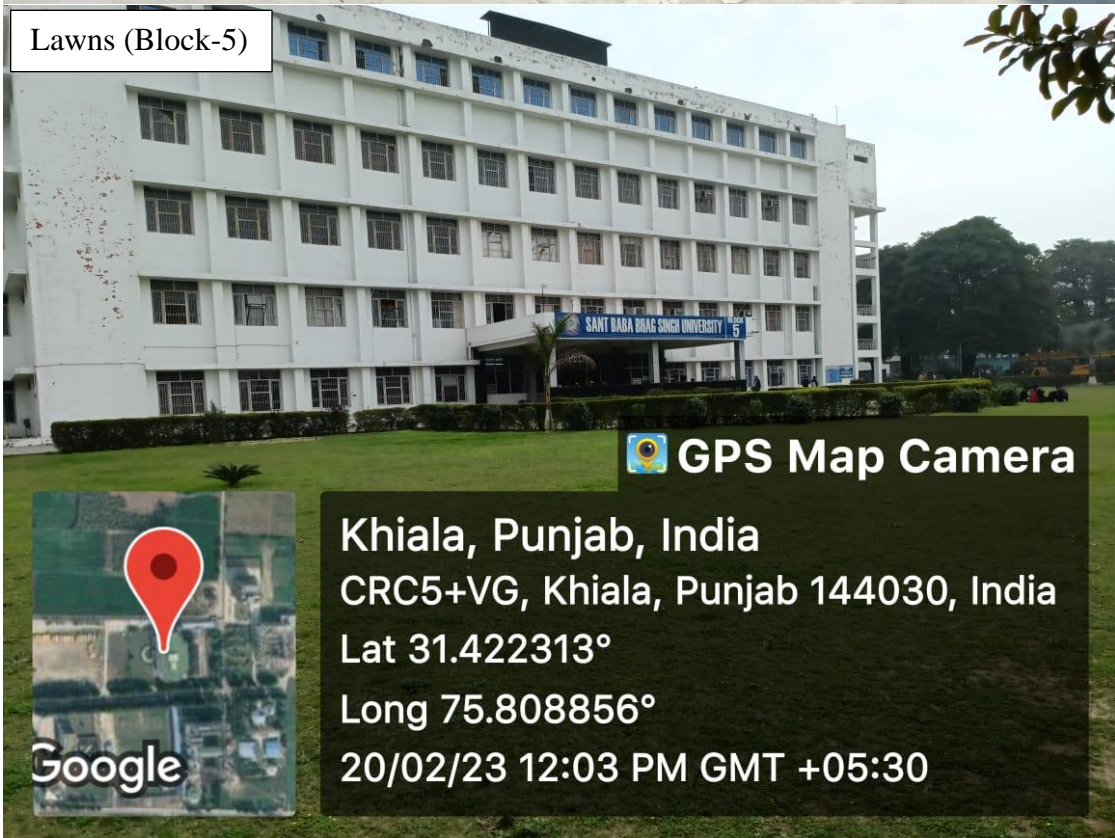 Lawns (Block-5)
SANT BABA BHAG SINGH UNIVERSITY
BLOCK
5
GPS Map Camera
Khiala, Punjab, India
CRC5+VG, Khiala, Punjab 144030, India
Lat 31.422313°
Long 75.808856°
20/02/23 12:03 PM GMT +05:30
Google